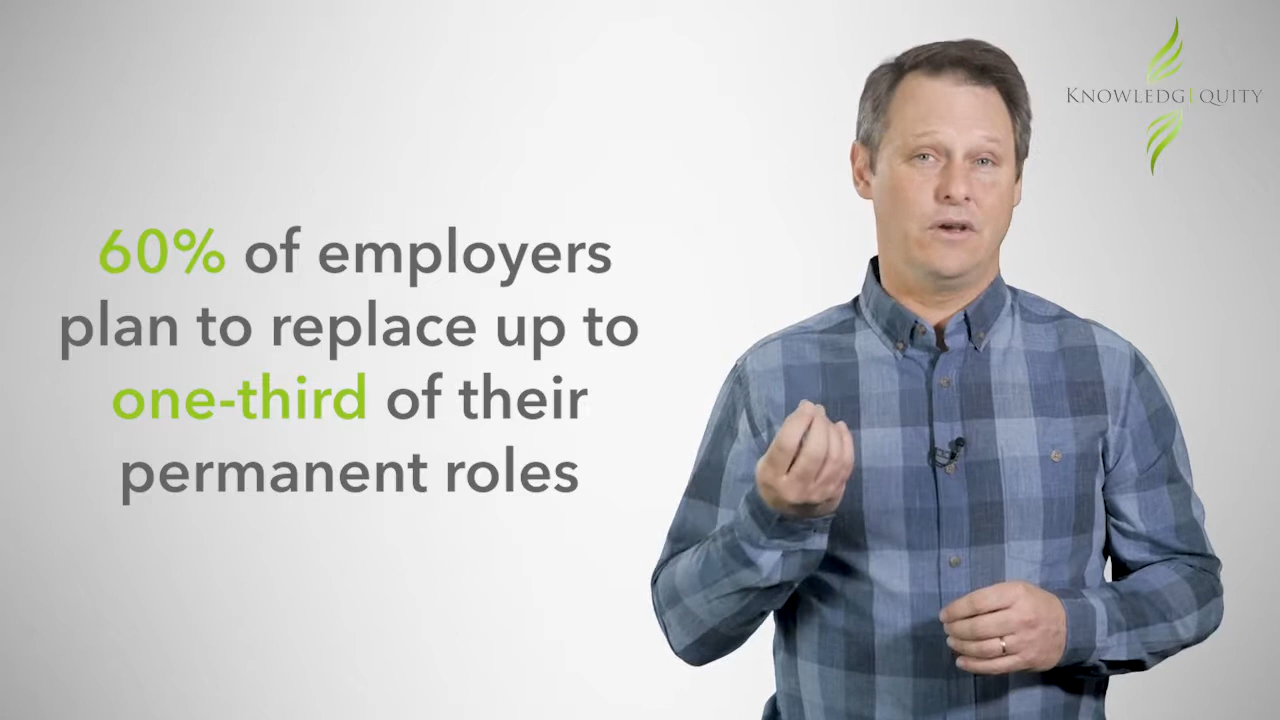 KNOWLEDGEQUITY
60% of employers
plan to replace up to
one-third of their
permanent roles